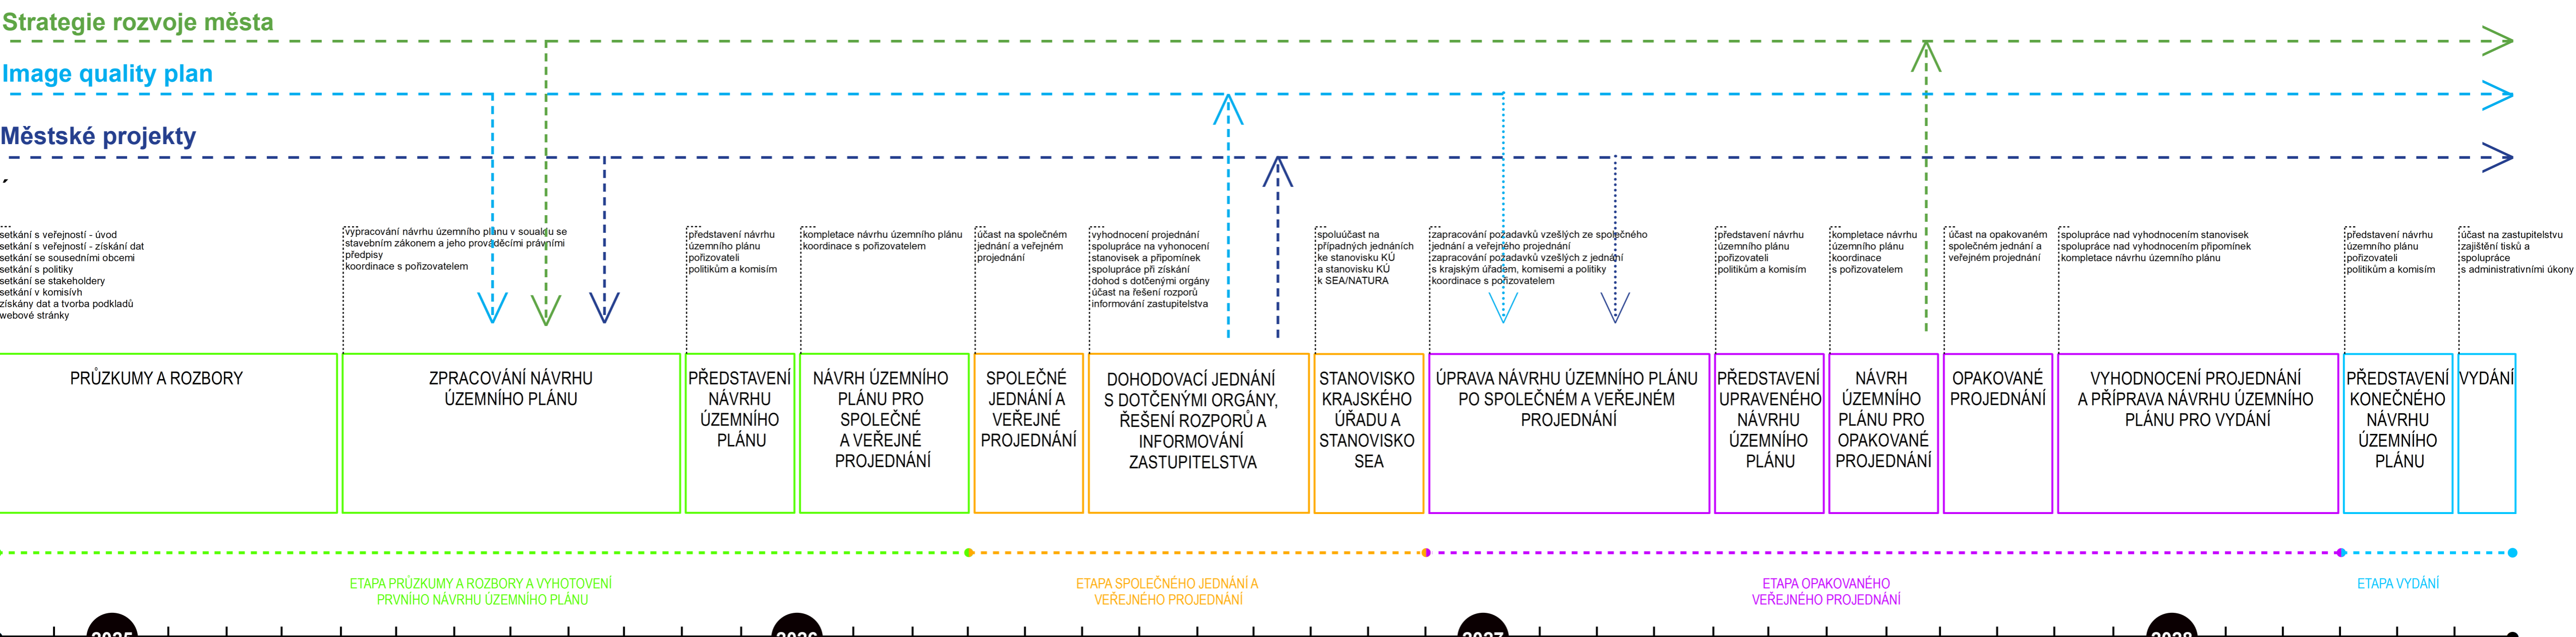 Strategie rozvoje města
Image quality plan
Městské projekty
setkání s veřejností - úvod
setkání s veřejností - získání dat
setkání se sousedními obcemi
setkání s politiky
setkání se stakeholdery
setkání v komisívh
získány dat a tvorba podkladů
webové stránky
vypracování návrhu územního plánu v soualdu se
stavebním zákonem a jeho prováděcími právními
předpisy
koordinace s pořizovatelem
představení návrhu
územního plánu
pořizovateli
politikům a komisím
kompletace návrhu územního plánu
koordinace s pořizovatelem
účast na společném
jednání a veřejném
projednání
vyhodnocení projednání
spolupráce na vyhonocení
stanovisek a připomínek
spolupráce při získání
dohod s dotčenými orgány
účast na řešení rozporů
informování zastupitelstva
spoluúčast na
případných jednáních
ke stanovisku KÚ
a stanovisku KÚ
k SEA/NATURA
zapracování požadavků vzešlých ze společného
jednání a veřejného projednání
zapracování požadavků vzešlých z jednání
s krajským úřadem, komisemi a politiky
koordinace s pořizovatelem
představení návrhu
územního plánu
pořizovateli
politikům a komisím
kompletace návrhu
územního plánu
koordinace
s pořizovatelem
účast na opakovaném
společném jednání a
veřejném projednání
spolupráce nad vyhodnocením stanovisek
spolupráce nad vyhodnocením připomínek
kompletace návrhu územního plánu
představení návrhu
územního plánu
pořizovateli
politikům a komisím
účast na zastupitelstvu
zajištění tisků a
spolupráce
s administrativními úkony
PRŮZKUMY A ROZBORY
ZPRACOVÁNÍ NÁVRHU
ÚZEMNÍHO PLÁNU
PŘEDSTAVENÍ
NÁVRHU
ÚZEMNÍHO
PLÁNU
NÁVRH ÚZEMNÍHO
PLÁNU PRO
SPOLEČNÉ
A VEŘEJNÉ
PROJEDNÁNÍ
SPOLEČNÉ
JEDNÁNÍ A
VEŘEJNÉ
PROJEDNÁNÍ
DOHODOVACÍ JEDNÁNÍ
S DOTČENÝMI ORGÁNY,
ŘEŠENÍ ROZPORŮ A
INFORMOVÁNÍ
ZASTUPITELSTVA
STANOVISKO
KRAJSKÉHO
ÚŘADU A
STANOVISKO
SEA
ÚPRAVA NÁVRHU ÚZEMNÍHO PLÁNU
PO SPOLEČNÉM A VEŘEJNÉM
PROJEDNÁNÍ
PŘEDSTAVENÍ
UPRAVENÉHO
NÁVRHU
ÚZEMNÍHO
PLÁNU
NÁVRH
ÚZEMNÍHO
PLÁNU PRO
OPAKOVANÉ
PROJEDNÁNÍ
OPAKOVANÉ
PROJEDNÁNÍ
VYHODNOCENÍ PROJEDNÁNÍ
A PŘÍPRAVA NÁVRHU ÚZEMNÍHO
PLÁNU PRO VYDÁNÍ
PŘEDSTAVENÍ
KONEČNÉHO
NÁVRHU
ÚZEMNÍHO
PLÁNU
VYDÁNÍ
ETAPA PRŮZKUMY A ROZBORY A VYHOTOVENÍ
PRVNÍHO NÁVRHU ÚZEMNÍHO PLÁNU
ETAPA SPOLEČNÉHO JEDNÁNÍ A
VEŘEJNÉHO PROJEDNÁNÍ
ETAPA OPAKOVANÉHO
VEŘEJNÉHO PROJEDNÁNÍ
ETAPA VYDÁNÍ
2025
2026
2027
2028